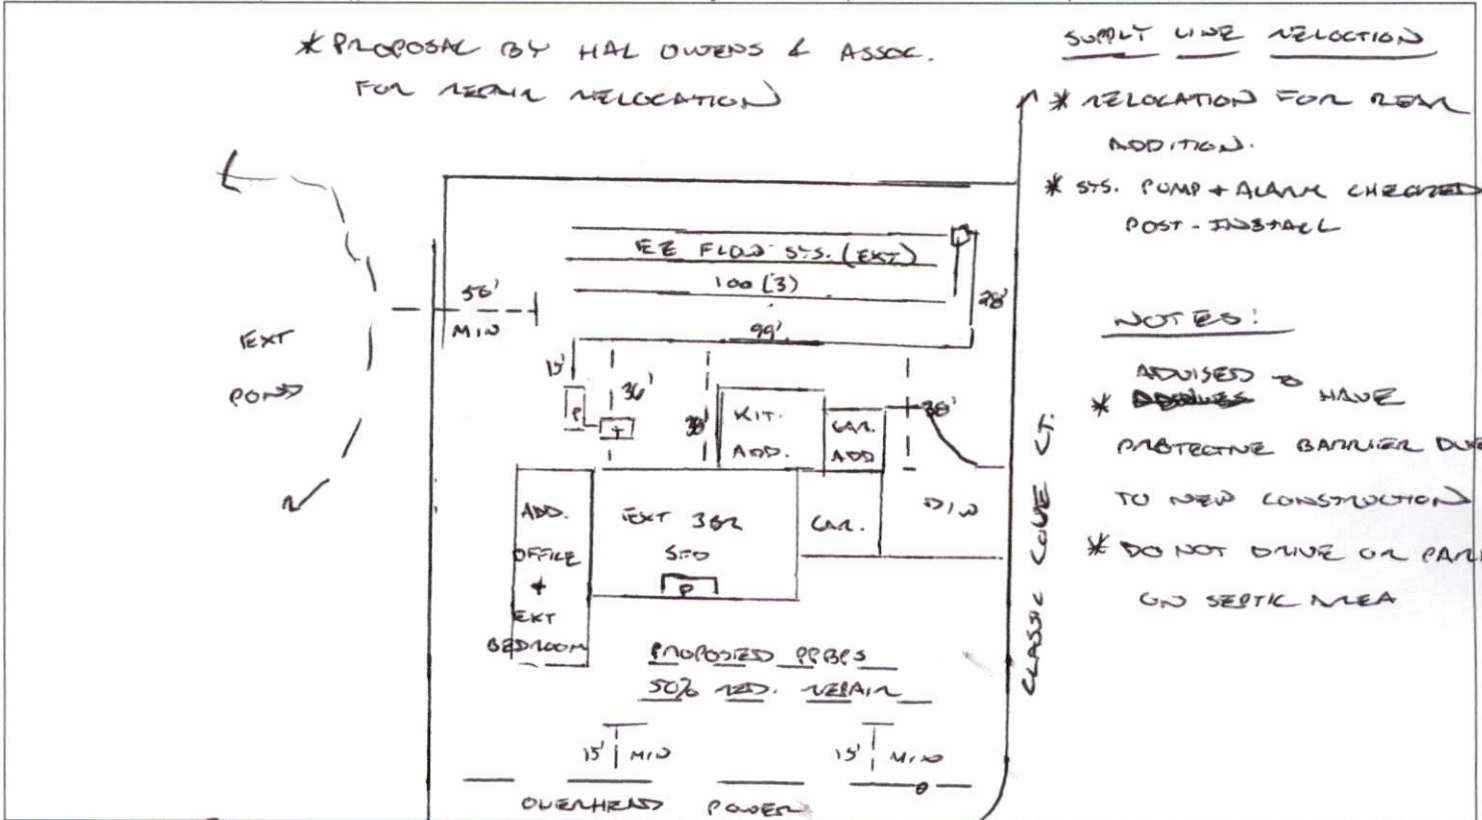 * PROPOSAL BY HAL OWENS & ASSOC.
FOR REPAIR RELOCATION
SUPPLY LINE RELOCTION
* RELOCATION FOR REAR
ADDITION.
* SYS. PUMP + ALARM CHECKED
POST-INSTALL
EZ FLOW SYS. (EXT)
100 (3)
28'
50'
MIN
99'
EXT
POND
15'
36'
P
T
38'
KIT.
ADD.
GAR.
ADD
38'
NOTES:
ADVISED TO HAVE
*
PROTECTIVE BARRIER DUE
TO NEW CONSTRUCTION
* DO NOT DRIVE OR PARK
ON SEPTIC AREA
ADD.
OFFICE
+
EXT
BEDROOM
EXT 3BR
SFD
P
GAR.
D/W
CLASSIC COVE CT.
PROPOSED PPBPS
50% RED. REPAIR
15' MIN
15' MIN
OVERHEAD POWER